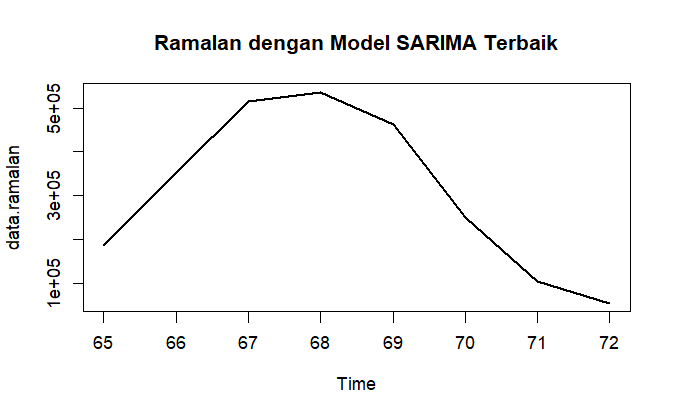 Ramalan dengan Model SARIMA Terbaik
data.ramalan
5e+05
3e+05
1e+05
65 66 67 68 69 70 71 72
Time